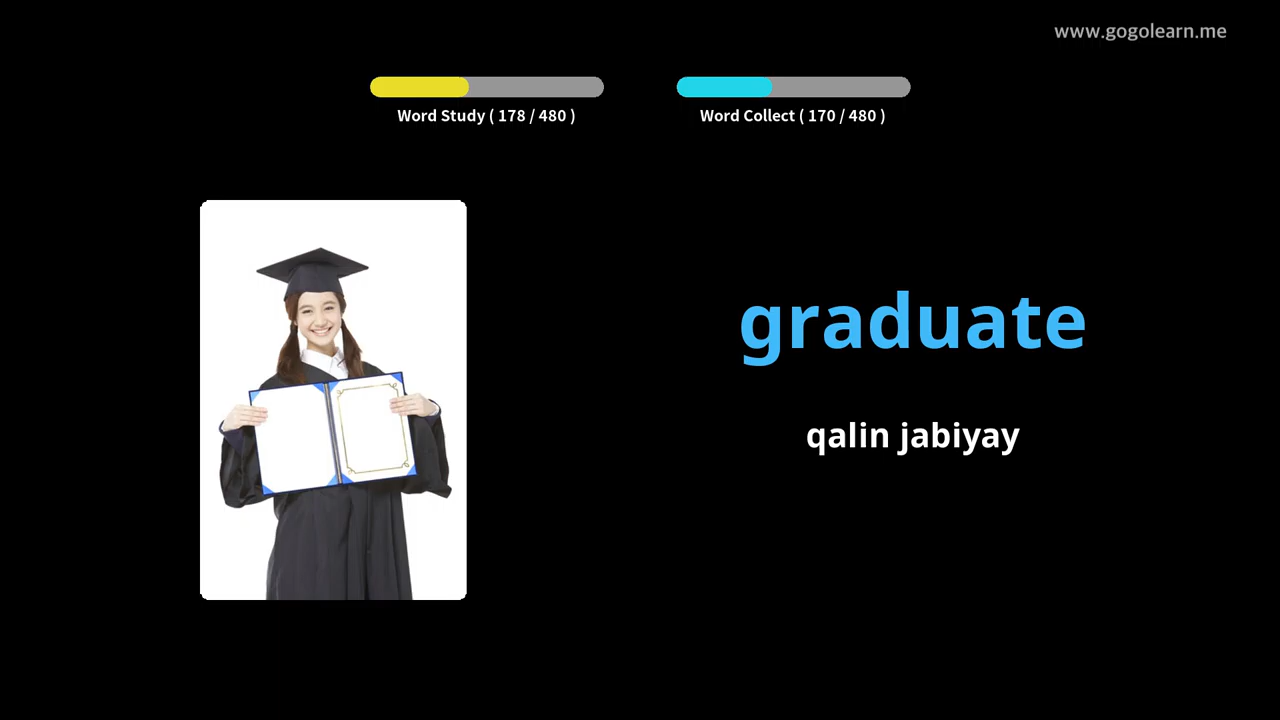 www.gogolearn.me
Word Study ( 178 / 480 )
Word Collect ( 170 / 480 )
graduate
qalin jabiyay